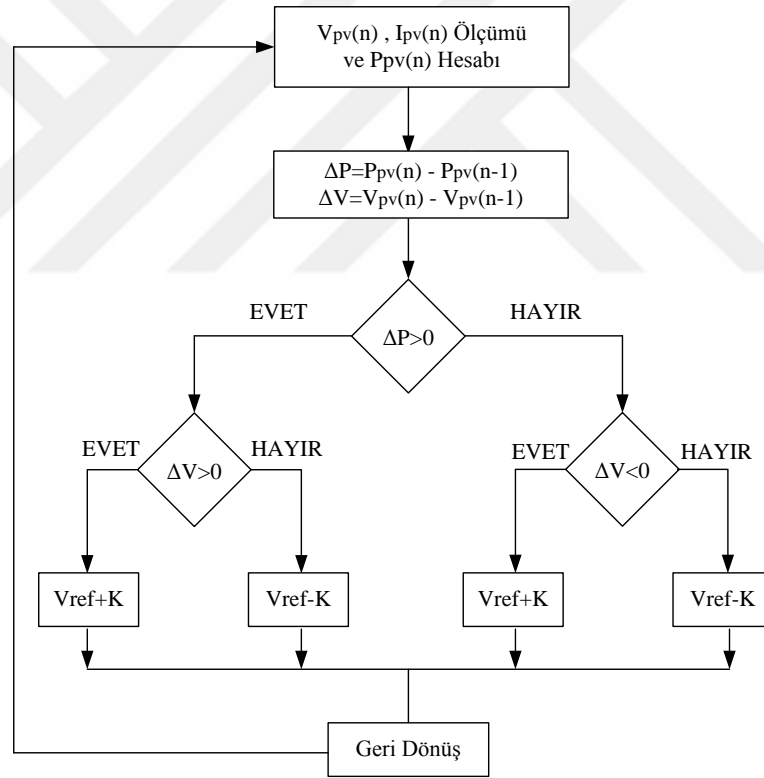 Vpv(n) , Ipv(n) Ölçümü
ve Ppv(n) Hesabı
ΔP=Ppv(n) - Ppv(n-1)
ΔV=Vpv(n) - Vpv(n-1)
EVET
HAYIR
ΔP>0
EVET
HAYIR
EVET
HAYIR
ΔV>0
ΔV<0
Vref+K
Vref-K
Vref+K
Vref-K
Geri Dönüş